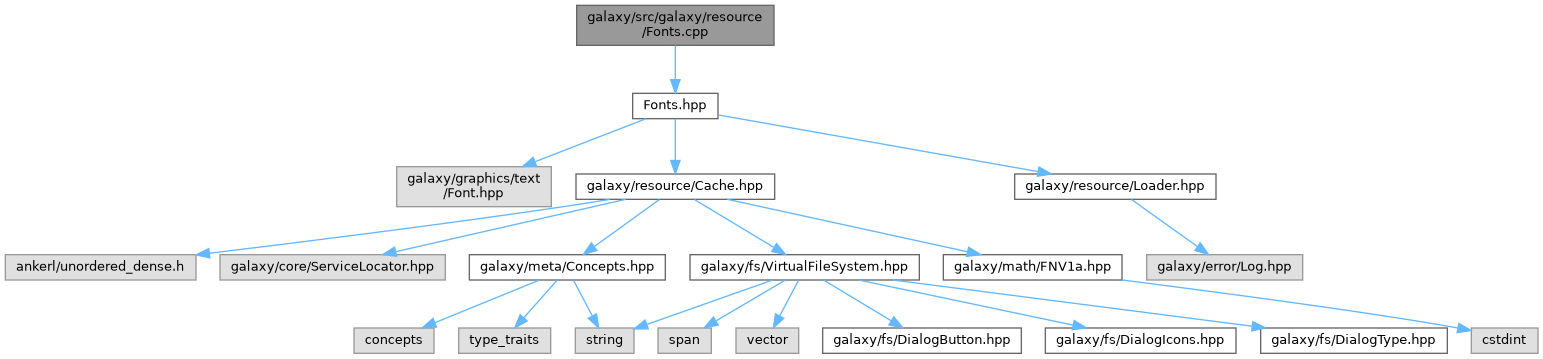 galaxy/src/galaxy/resource
/Fonts.cpp
Fonts.hpp
galaxy/graphics/text
/Font.hpp
galaxy/resource/Cache.hpp
galaxy/resource/Loader.hpp
ankerl/unordered_dense.h
galaxy/core/ServiceLocator.hpp
galaxy/meta/Concepts.hpp
galaxy/fs/VirtualFileSystem.hpp
galaxy/math/FNV1a.hpp
galaxy/error/Log.hpp
concepts
type_traits
string
span
vector
galaxy/fs/DialogButton.hpp
galaxy/fs/DialogIcons.hpp
galaxy/fs/DialogType.hpp
cstdint